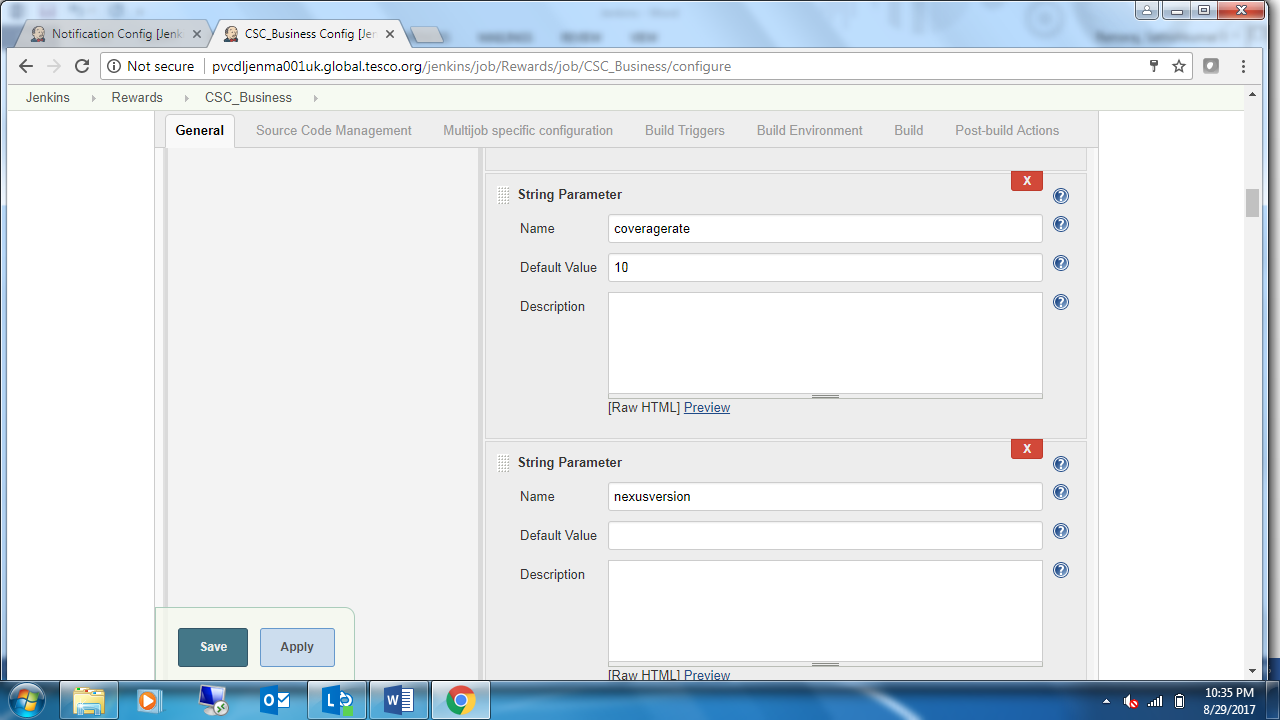 Notification Config [Jenk
CSC_Business Config [Jen
Not secure
pvcdljenma001uk.global.tesco.org/jenkins/job/Rewards/job/CSC_Business/configure
Jenkins
Rewards
CSC_Business
General
Source Code Management
Multijob specific configuration
Build Triggers
Build Environment
Build
Post-build Actions
X
String Parameter
Name
coveragerate
Default Value
10
Description
[Raw HTML] Preview
X
String Parameter
Name
nexusversion
Default Value
Description
[Raw HTML] Preview
Save
Apply
10:35 PM
8/29/2017